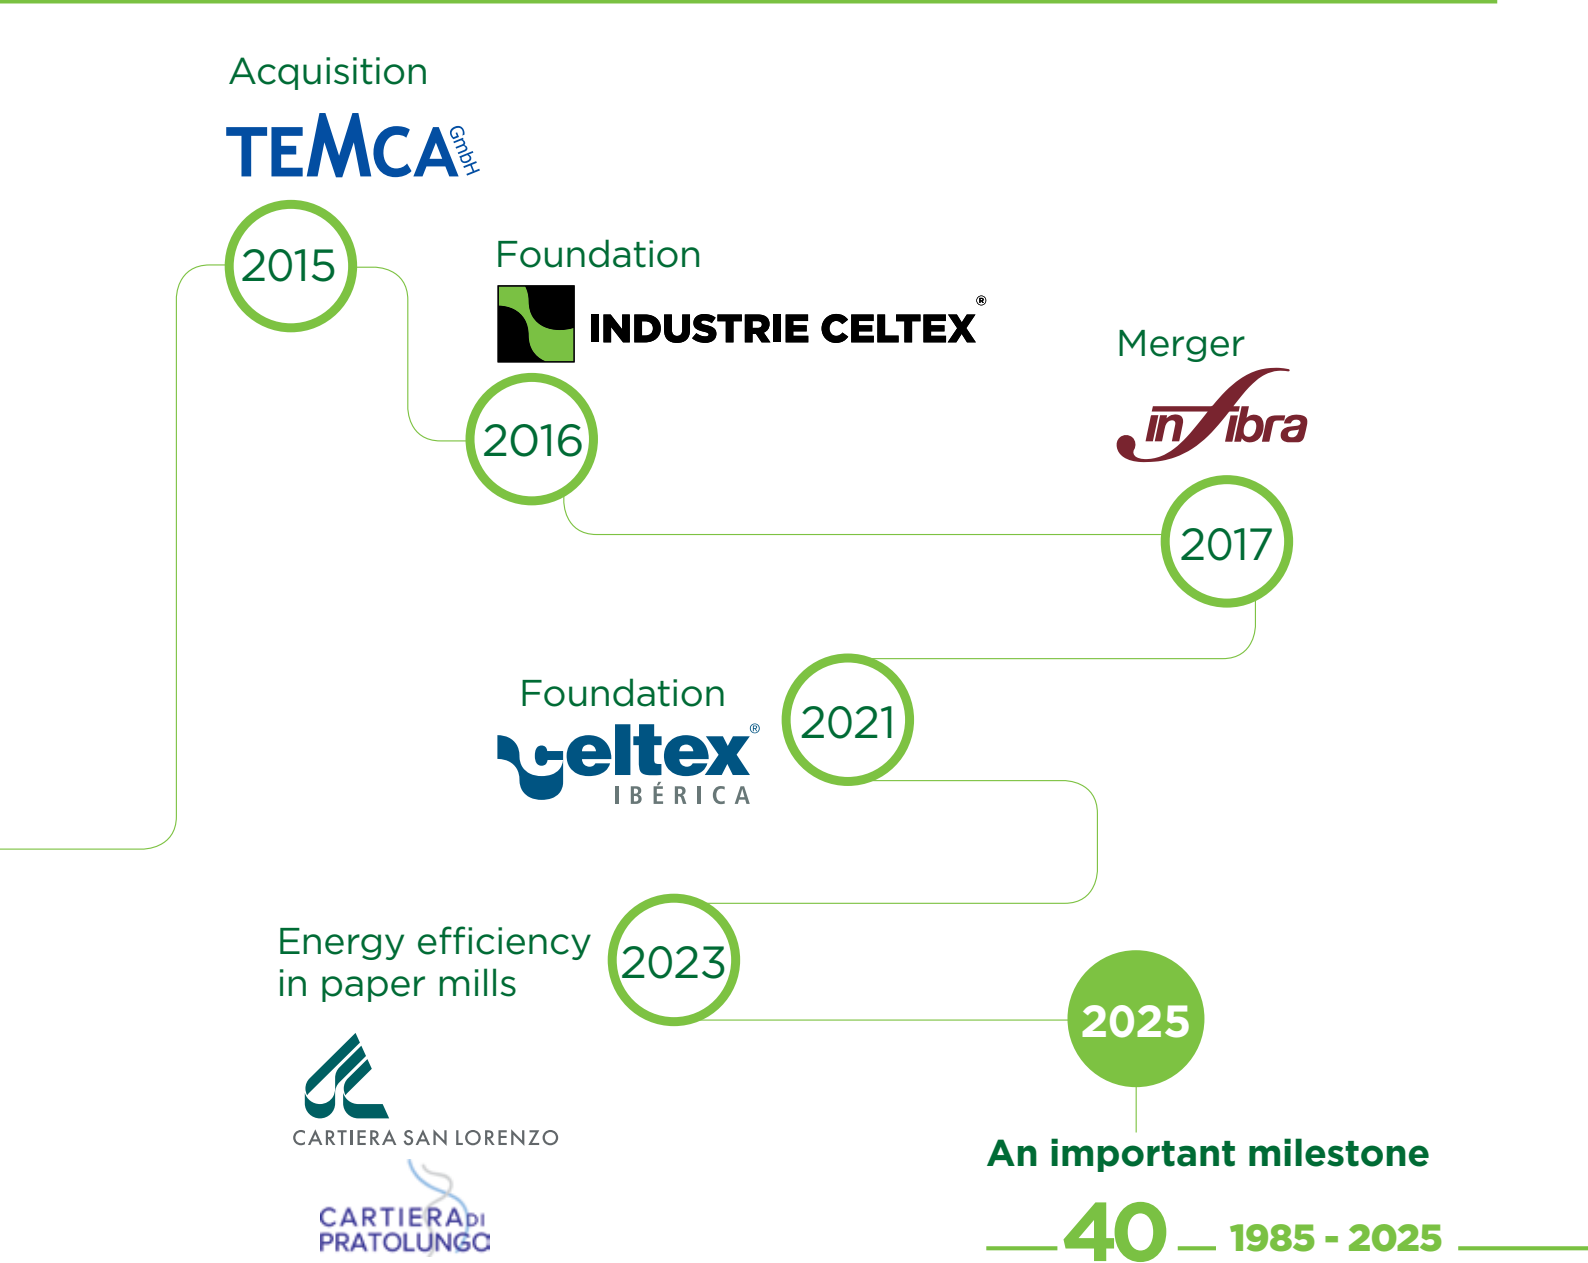 Acquisition
TEMCA GmbH
2015
Foundation
INDUSTRIE CELTEX®
2016
Merger
infibra
2017
Foundation
celtex®
IBÉRICA
2021
Energy efficiency
in paper mills
2023
CARTIERA SAN LORENZO
CARTIERA DI
PRATOLUNGO
2025
An important milestone
40 1985 - 2025